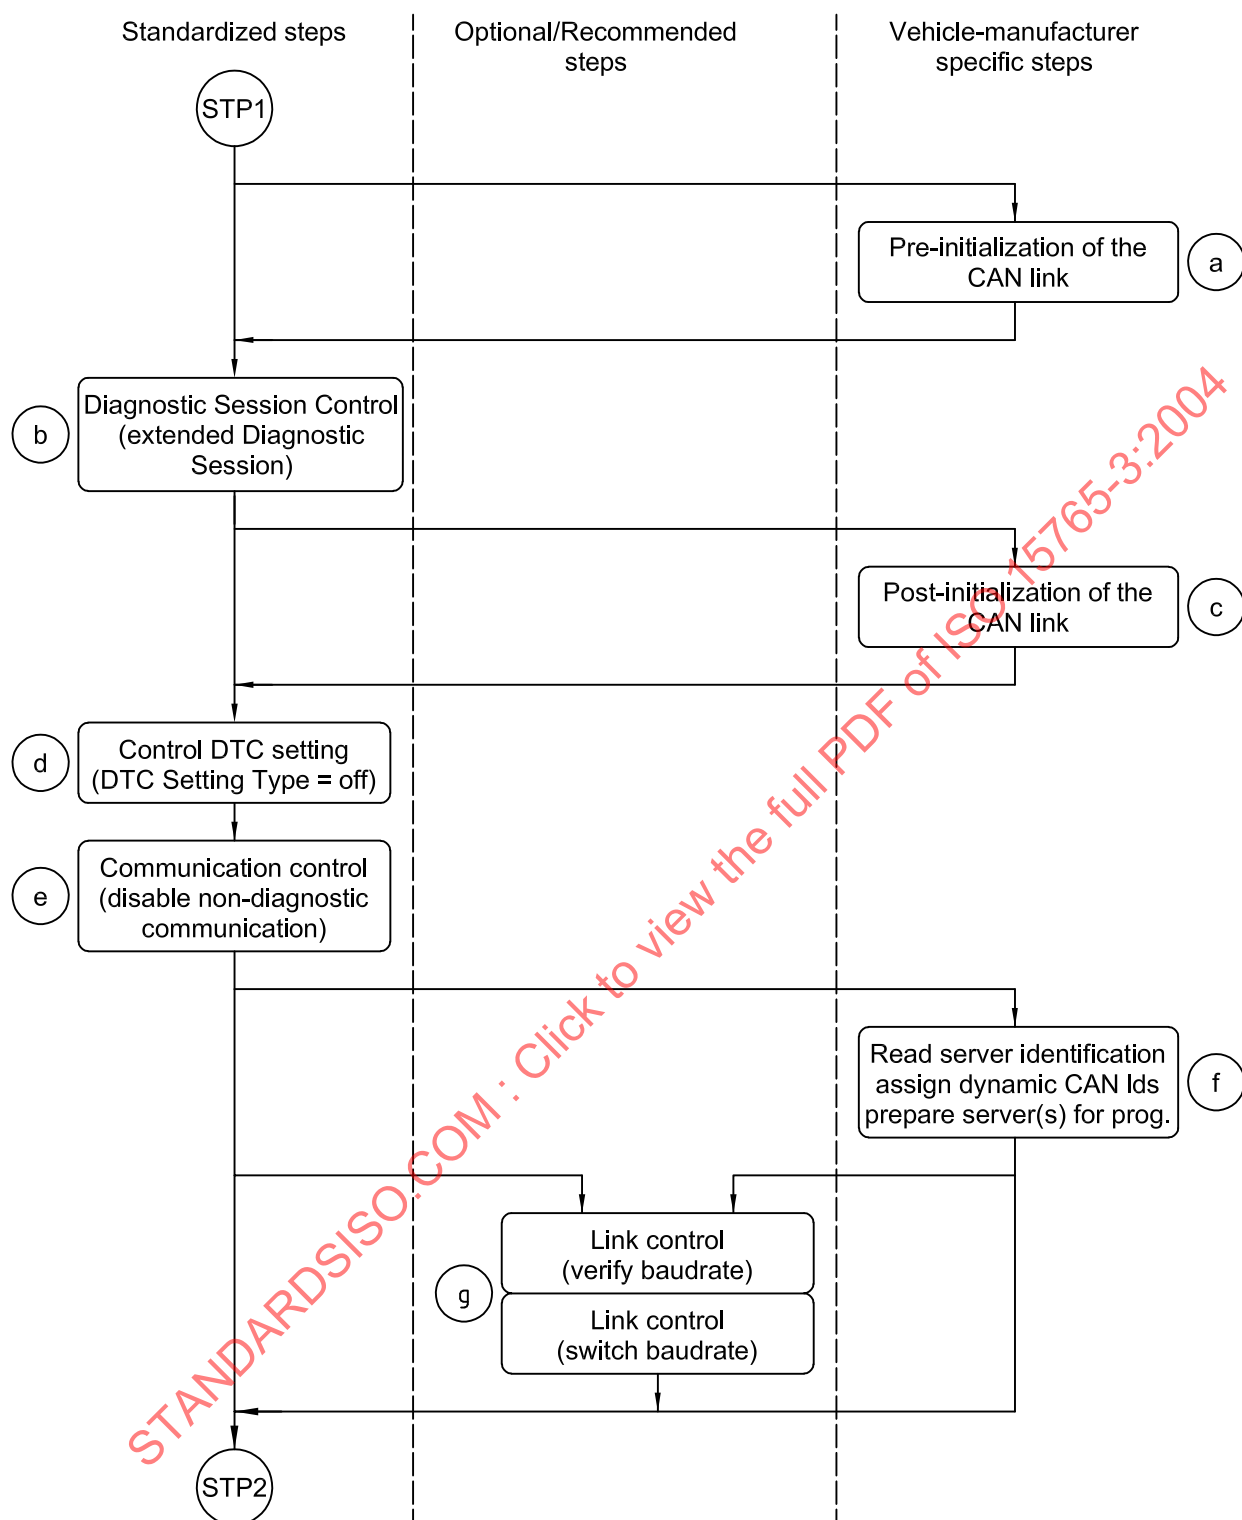 Standardized steps
Optional/Recommended
steps
Vehicle-manufacturer
specific steps
STP1
Pre-initialization of the
CAN link
a
Diagnostic Session Control
(extended Diagnostic
Session)
b
Post-initialization of the
CAN link
c
Control DTC setting
(DTC Setting Type = off)
d
Communication control
(disable non-diagnostic
communication)
e
Read server identification
assign dynamic CAN Ids
prepare server(s) for prog.
f
Link control
(verify baudrate)
g
Link control
(switch baudrate)
STP2
STANDARDSISO.COM : Click to view the full PDF of ISO 15765-3:2004